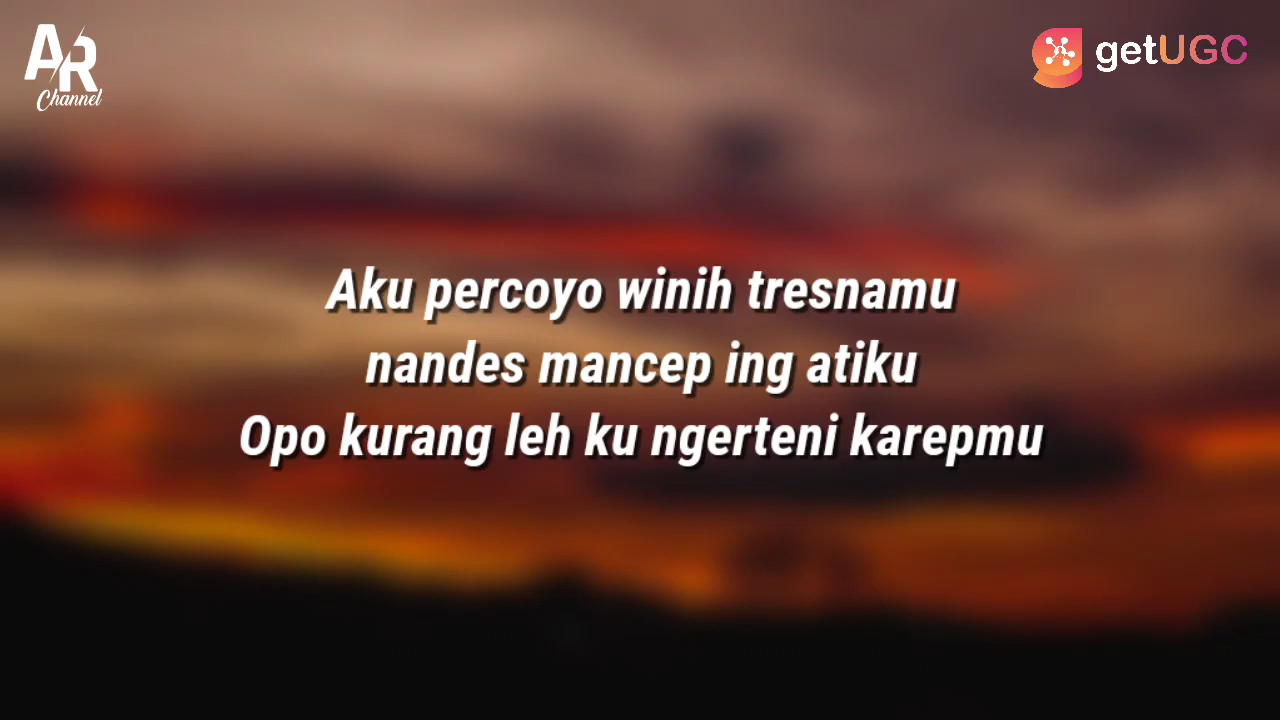 AR
Channel
getUGC
Aku percoyo winih tresnamu
nandes mancep ing atiku
Opo kurang leh ku ngerteni karepmu